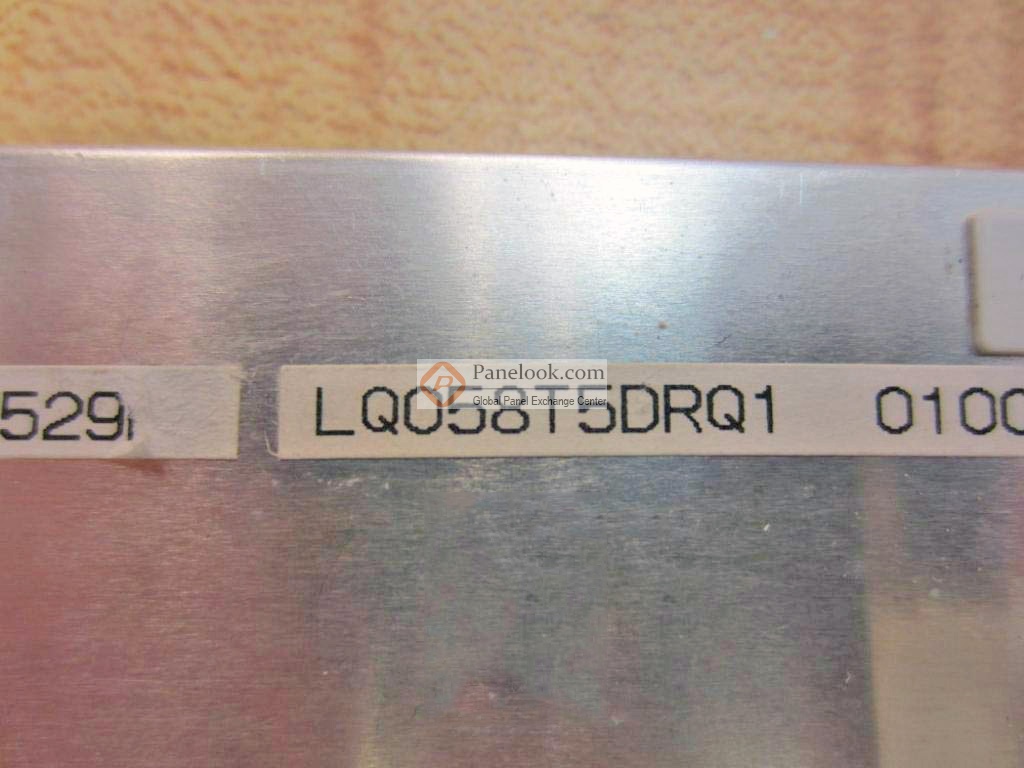 Panelook.com
Global Panel Exchange Center
529
LQ058T5DRQ1 0100